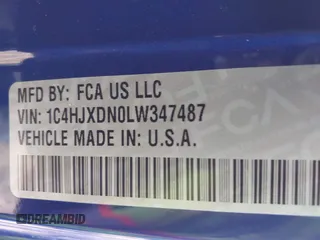 MFD BY: FCA US LLC
VIN: 1C4HJXDN0LW347487
VEHICLE MADE IN: U.S.A.
DREAMBID